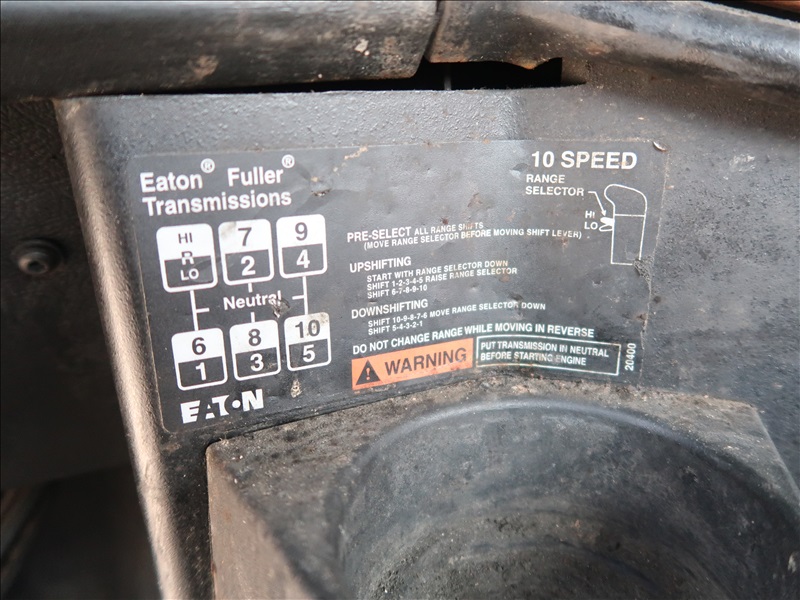 Eaton® Fuller®
Transmissions
HI
R
LO
7
2
9
4
Neutral
6
1
8
3
10
5
EATON
PRE-SELECT ALL RANGE SHIFTS
(MOVE RANGE SELECTOR BEFORE MOVING SHIFT LEVER)
UPSHIFTING
START WITH RANGE SELECTOR DOWN
SHIFT 1-2-3-4-5 RAISE RANGE SELECTOR
SHIFT 6-7-8-9-10
DOWNSHIFTING
SHIFT 10-9-8-7-6 MOVE RANGE SELECTOR DOWN
SHIFT 5-4-3-2-1
DO NOT CHANGE RANGE WHILE MOVING IN REVERSE
WARNING
PUT TRANSMISSION IN NEUTRAL
BEFORE STARTING ENGINE
10 SPEED
RANGE
SELECTOR
HI
LO
20400